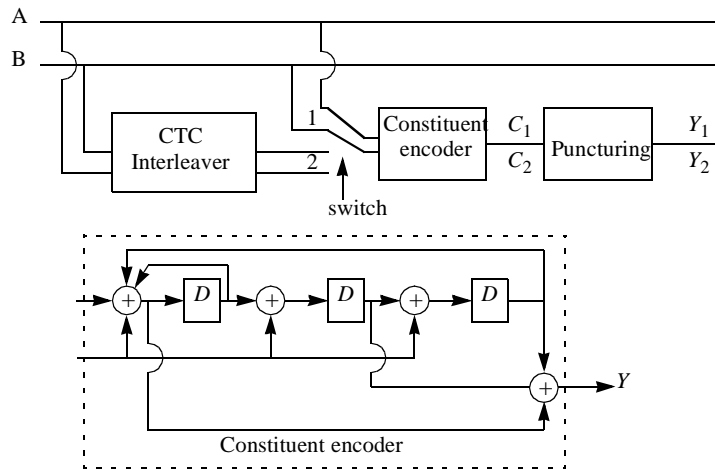 A
B
CTC
Interleaver
1
2
switch
Constituent
encoder
C1
C2
Puncturing
Y1
Y2
+ D + D + D
+ Y
Constituent encoder